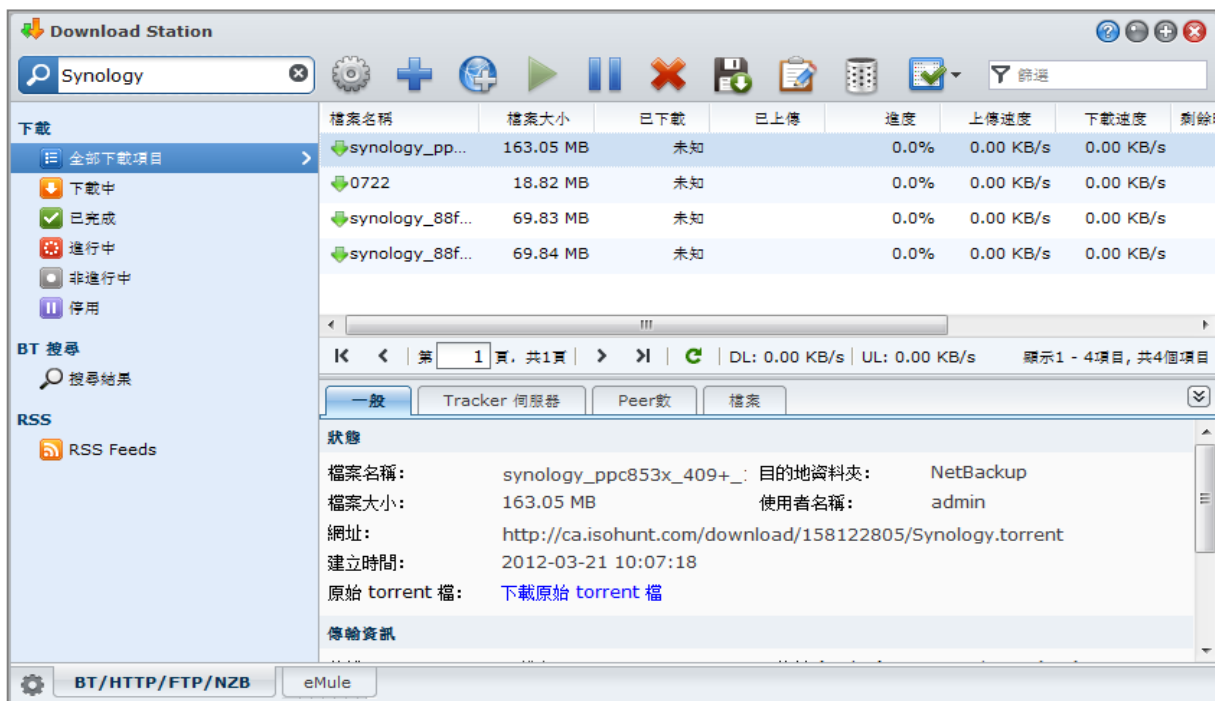 Download Station
Synology
篩選
下載
全部下載項目
下載中
已完成
進行中
非進行中
停用
BT 搜尋
搜尋結果
RSS
RSS Feeds
檔案名稱 檔案大小 已下載 已上傳 進度 上傳速度 下載速度
synology_pp... 163.05 MB 未知 0.0% 0.00 KB/s 0.00 KB/s
0722 18.82 MB 未知 0.0% 0.00 KB/s 0.00 KB/s
synology_88f... 69.83 MB 未知 0.0% 0.00 KB/s 0.00 KB/s
synology_88f... 69.84 MB 未知 0.0% 0.00 KB/s 0.00 KB/s
第 1 頁, 共1頁 DL: 0.00 KB/s UL: 0.00 KB/s 顯示1 - 4項目, 共4個項目
一般 Tracker 伺服器 Peer數 檔案
狀態
檔案名稱: synology_ppc853x_409+_ 目的地資料夾: NetBackup
檔案大小: 163.05 MB 使用者名稱: admin
網址: http://ca.isohunt.com/download/158122805/Synology.torrent
建立時間: 2012-03-21 10:07:18
原始 torrent 檔: 下載原始 torrent 檔
傳輸資訊
BT/HTTP/FTP/NZB eMule